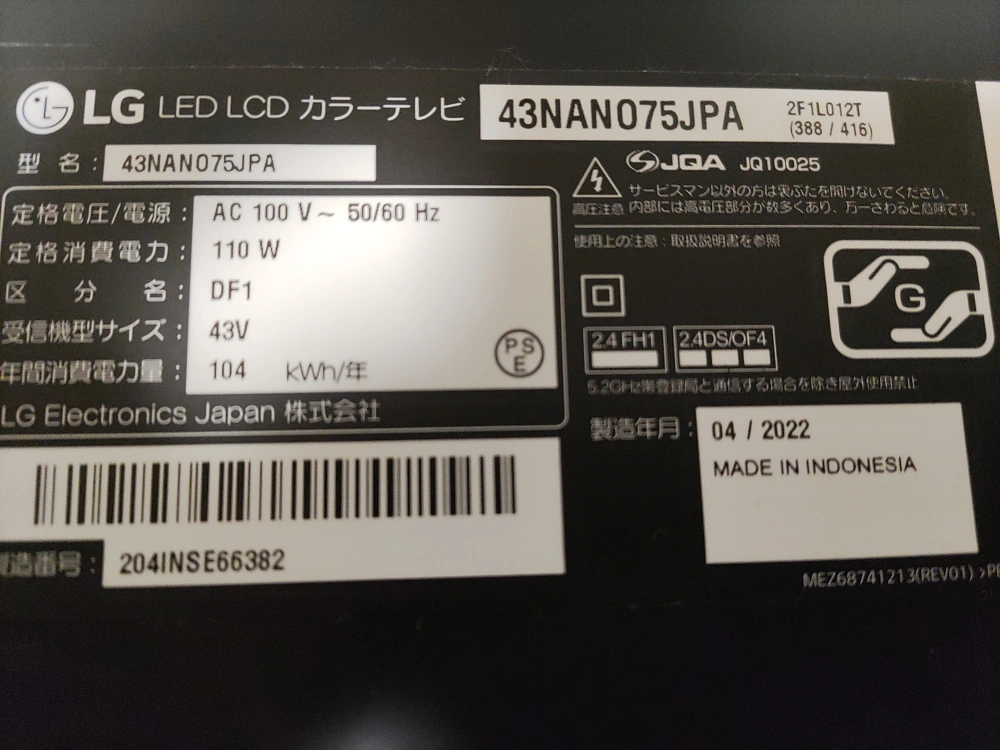 LG LED LCD カラーテレビ 43NANO75JPA 2F1L012T
(388 / 416)
型名: 43NANO75JPA
定格電圧/電源: AC 100 V~ 50/60 Hz
定格消費電力: 110 W
区分名: DF1
受信機型サイズ: 43V
年間消費電力量: 104 kWh/年
PSE
LG Electronics Japan 株式会社
製造番号: 204INSE66382
JQA JQ10025
サービスマン以外の方は裏ぶたを開けないでください。
高圧注意 内部には高電圧部分が数多くあり、万一さわると危険です。
使用上の注意:取扱説明書を参照
G
2.4 FH1 2.4DS/OF4
5.2GHz帯登録局と通信する場合を除き屋外使用禁止
製造年月: 04 / 2022
MADE IN INDONESIA
MEZ68741213(REV01)